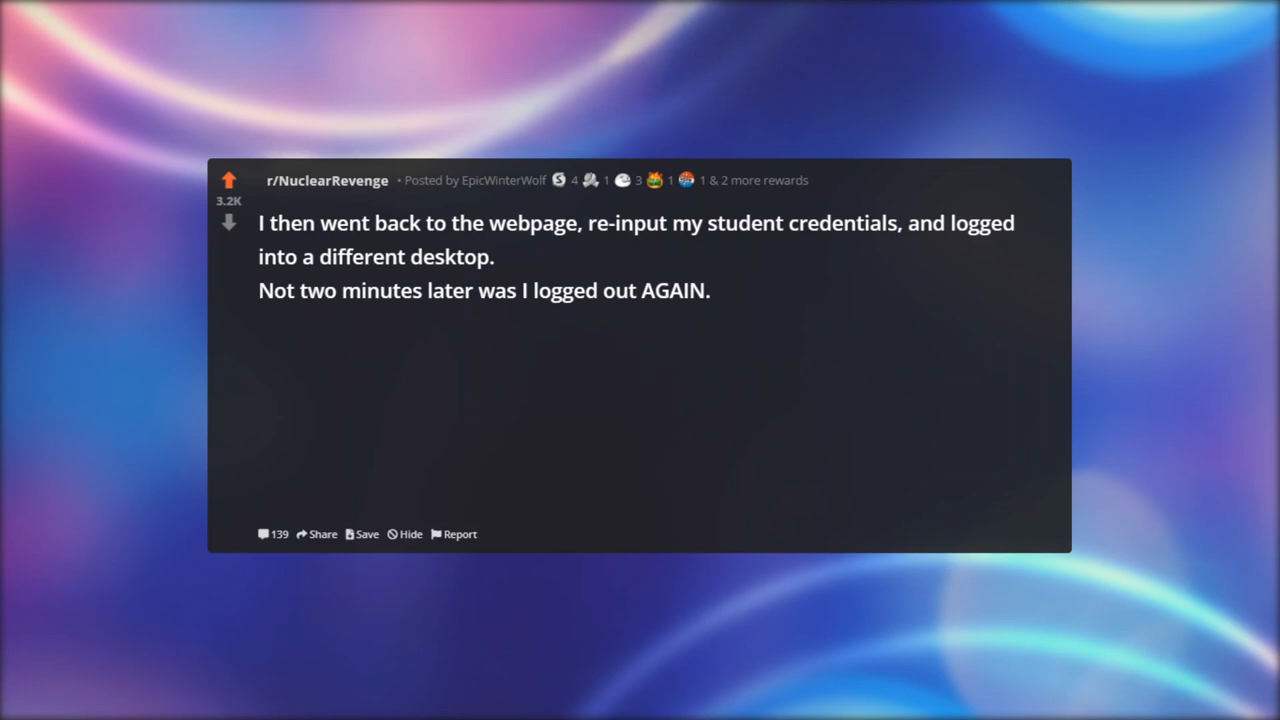 r/NuclearRevenge • Posted by EpicWinterWolf 4 1 3 1 1 & 2 more rewards
3.2K
I then went back to the webpage, re-input my student credentials, and logged
into a different desktop.
Not two minutes later was I logged out AGAIN.
139 Share Save Hide Report